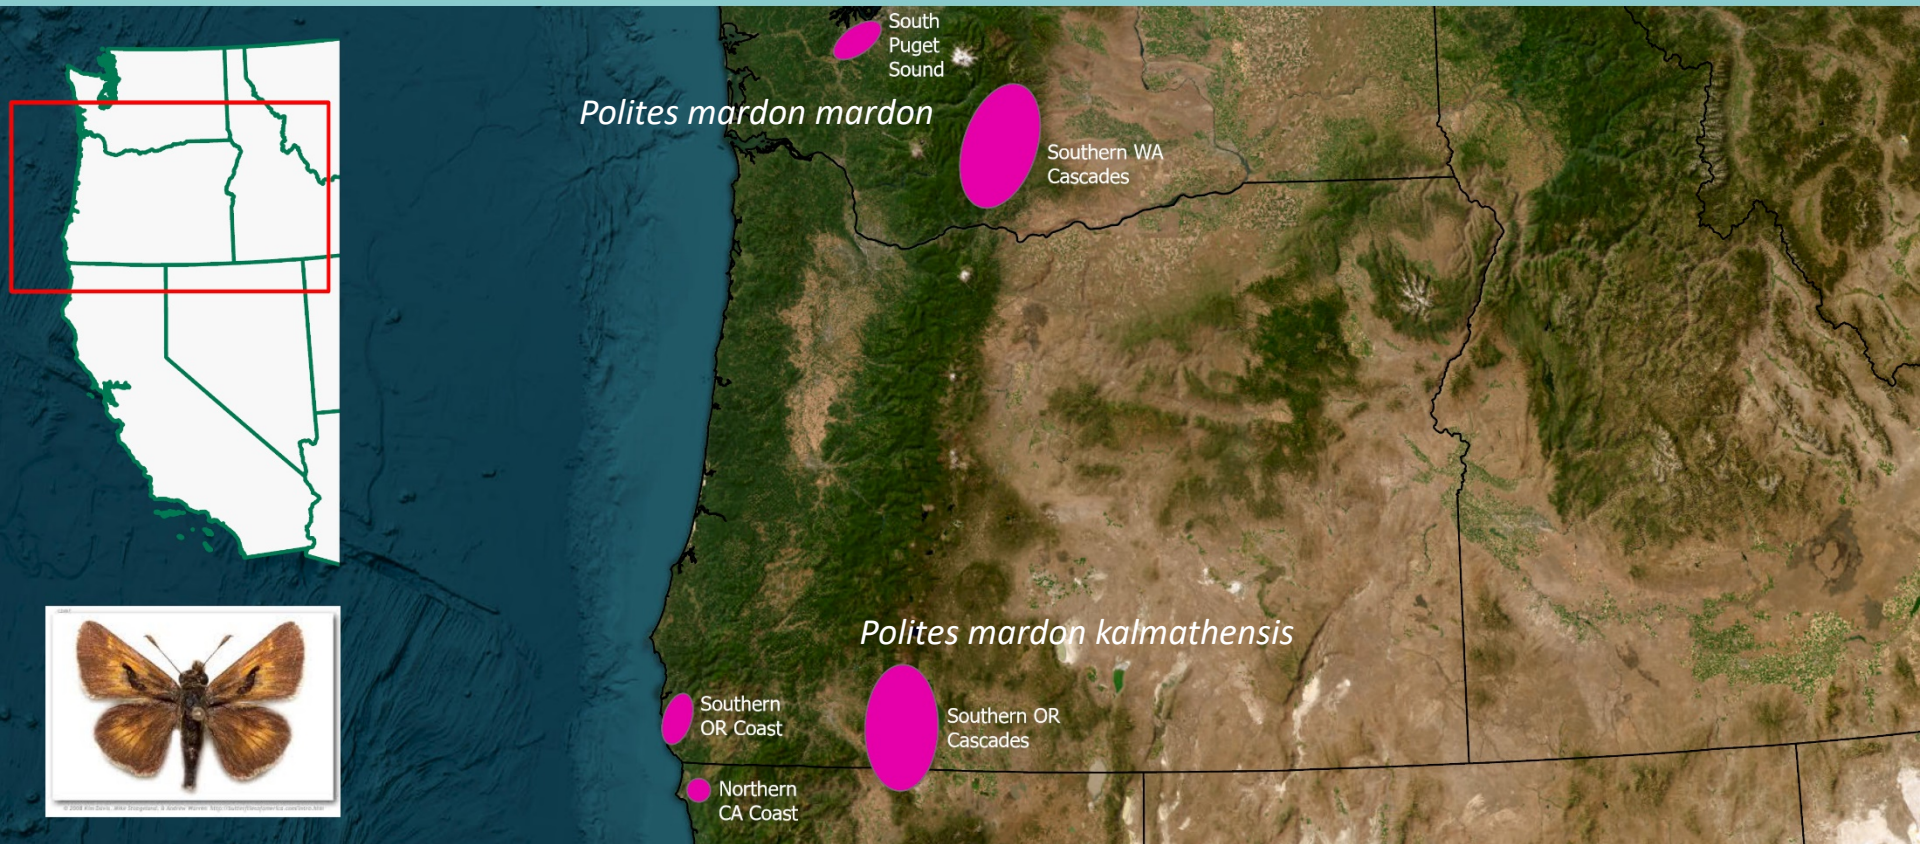 South
Puget
Sound
Polites mardon mardon
Southern WA
Cascades
Polites mardon kalmathensis
Southern
OR Coast
Southern OR
Cascades
Northern
CA Coast